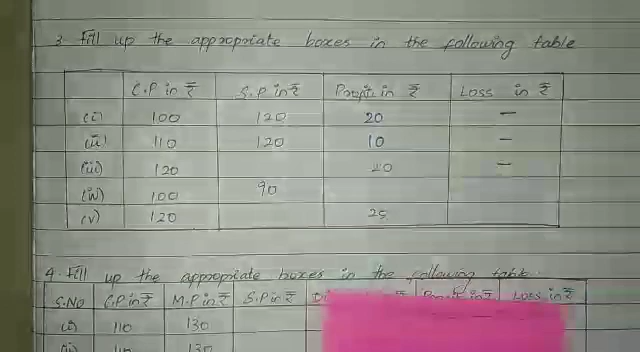 3. Fill up the appropriate boxes in the following table
C.P in ₹ S.P in ₹ Profit in ₹ Loss in ₹
(i) 100 120 20 —
(ii) 110 120 10 —
(iii) 120 20 —
(iv) 100 90
(v) 120 25
4. Fill up the appropriate boxes in the following table.
S.No C.P in ₹ M.P in ₹ S.P in ₹ Loss in ₹
(i) 110 130
(ii) 110 130